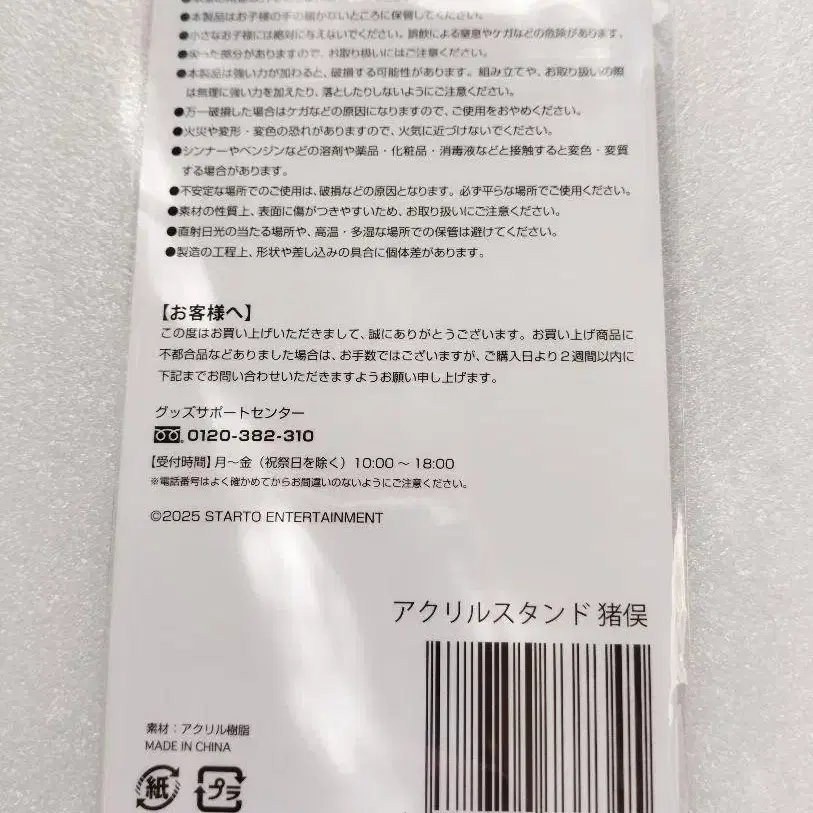 ●本製品はお子様の手の届かないところに保管してください。
●小さなお子様には絶対に与えないでください。誤飲による窒息やケガなどの危険があります。
●尖った部分がありますので、お取り扱いにはご注意ください。
●本製品は強い力が加わると、破損する可能性があります。組み立てや、お取り扱いの際
は無理に強い力を加えたり、落としたりしないようにご注意ください。
●万一破損した場合はケガなどの原因になりますので、ご使用をおやめください。
●火災や変形・変色の恐れがありますので、火気に近づけないでください。
●シンナーやベンジンなどの溶剤や薬品・化粧品・消毒液などと接触すると変色・変質
する場合があります。
●不安定な場所でのご使用は、破損などの原因となります。必ず平らな場所でご使用ください。
●素材の性質上、表面に傷がつきやすいため、お取り扱いにご注意ください。
●直射日光の当たる場所や、高温・多湿な場所での保管は避けてください。
●製造の工程上、形状や差し込みの具合に個体差があります。
【お客様へ】
この度はお買い上げいただきまして、誠にありがとうございます。お買い上げ商品に
不都合品などありました場合は、お手数ではございますが、ご購入日より2週間以内に
下記までお問い合わせいただきますようお願い申し上げます。
グッズサポートセンター
0120-382-310
【受付時間】月～金（祝祭日を除く）10:00 ～ 18:00
※電話番号はよく確かめてからお間違いのないようにご注意ください。
©2025 STARTO ENTERTAINMENT
アクリルスタンド 猪俣
素材：アクリル樹脂
MADE IN CHINA
紙 プラ